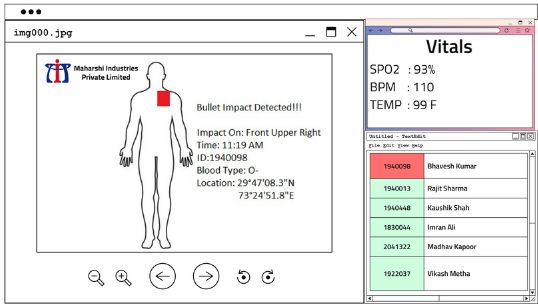 img000.jpg
Maharshi Industries
Private Limited
Bullet Impact Detected!!!
Impact On: Front Upper Right
Time: 11:19 AM
ID:1940098
Blood Type: O-
Location: 29°47'08.3"N
73°24'51.8"E
Vitals
SPO2 : 93%
BPM : 110
TEMP : 99 F
Untitled - TextEdit
File Edit View Help
1940098 Bhavesh Kumar
1940013 Rajit Sharma
1940448 Kaushik Shah
1830044 Imran Ali
2041322 Madhav Kapoor
1922037 Vikash Metha